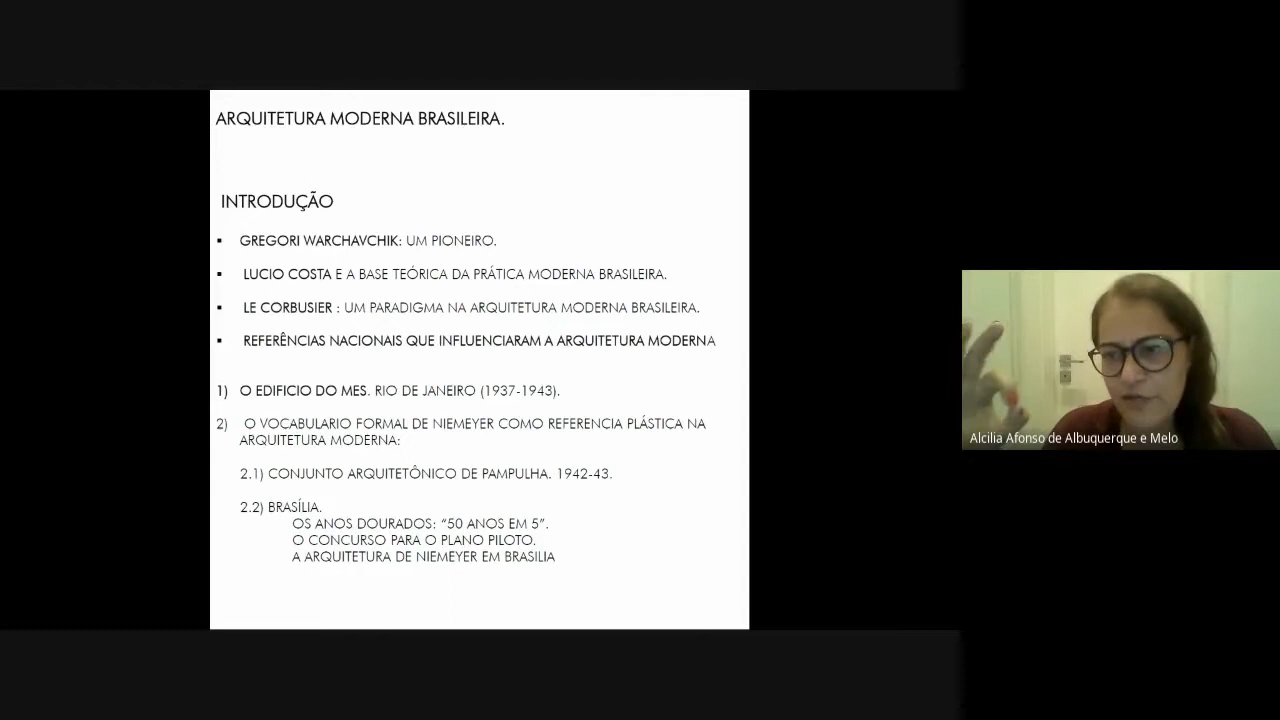 ARQUITETURA MODERNA BRASILEIRA.
INTRODUÇÃO
▪ GREGORI WARCHAVCHIK: UM PIONEIRO.
▪ LUCIO COSTA E A BASE TEÓRICA DA PRÁTICA MODERNA BRASILEIRA.
▪ LE CORBUSIER : UM PARADIGMA NA ARQUITETURA MODERNA BRASILEIRA.
▪ REFERÊNCIAS NACIONAIS QUE INFLUENCIARAM A ARQUITETURA MODERNA
1) O EDIFICIO DO MES. RIO DE JANEIRO (1937-1943).
2) O VOCABULARIO FORMAL DE NIEMEYER COMO REFERENCIA PLÁSTICA NA
ARQUITETURA MODERNA:
2.1) CONJUNTO ARQUITETÔNICO DE PAMPULHA. 1942-43.
2.2) BRASÍLIA.
OS ANOS DOURADOS: “50 ANOS EM 5”.
O CONCURSO PARA O PLANO PILOTO.
A ARQUITETURA DE NIEMEYER EM BRASILIA
Alcilia Afonso de Albuquerque e Melo